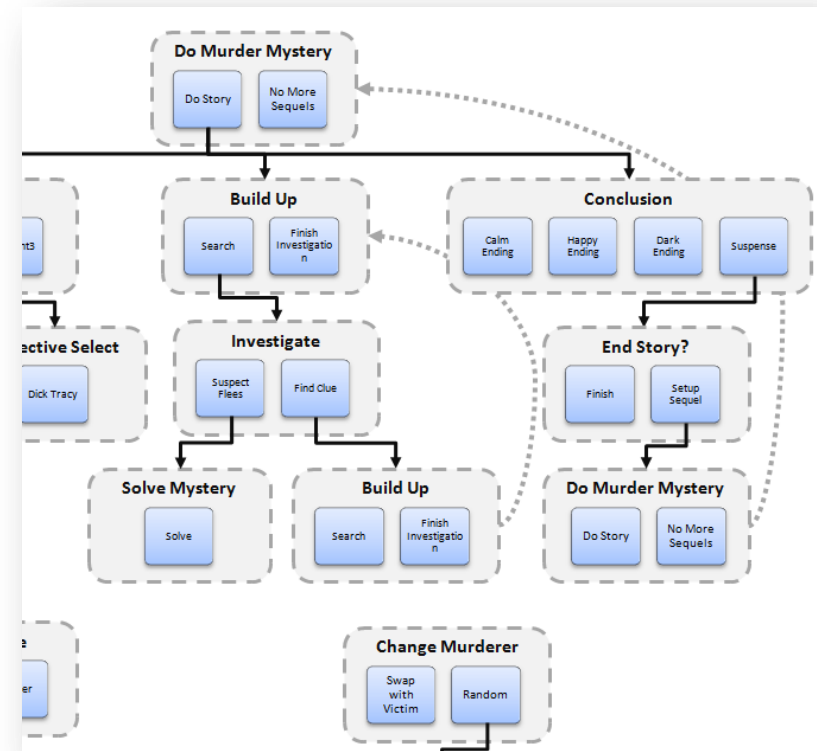 Do Murder Mystery
Do Story
No More
Sequels
Build Up
Search
Finish
Investigatio
n
Conclusion
Calm
Ending
Happy
Ending
Dark
Ending
Suspense
nt3
Investigate
Suspect
Flees
Find Clue
End Story?
Finish
Setup
Sequel
ective Select
Dick Tracy
Solve Mystery
Solve
Build Up
Search
Finish
Investigatio
n
Do Murder Mystery
Do Story
No More
Sequels
e
er
Change Murderer
Swap
with
Victim
Random